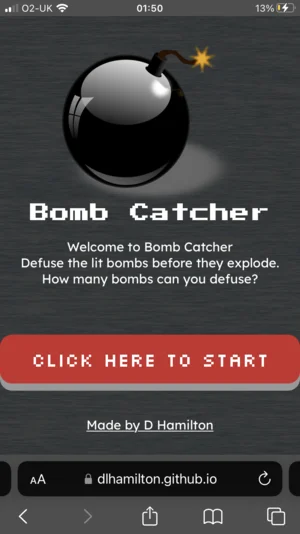 O2-UK 01:50 13%
Bomb Catcher
Welcome to Bomb Catcher
Defuse the lit bombs before they explode.
How many bombs can you defuse?
CLICK HERE TO START
Made by D Hamilton
AA dlhamilton.github.io